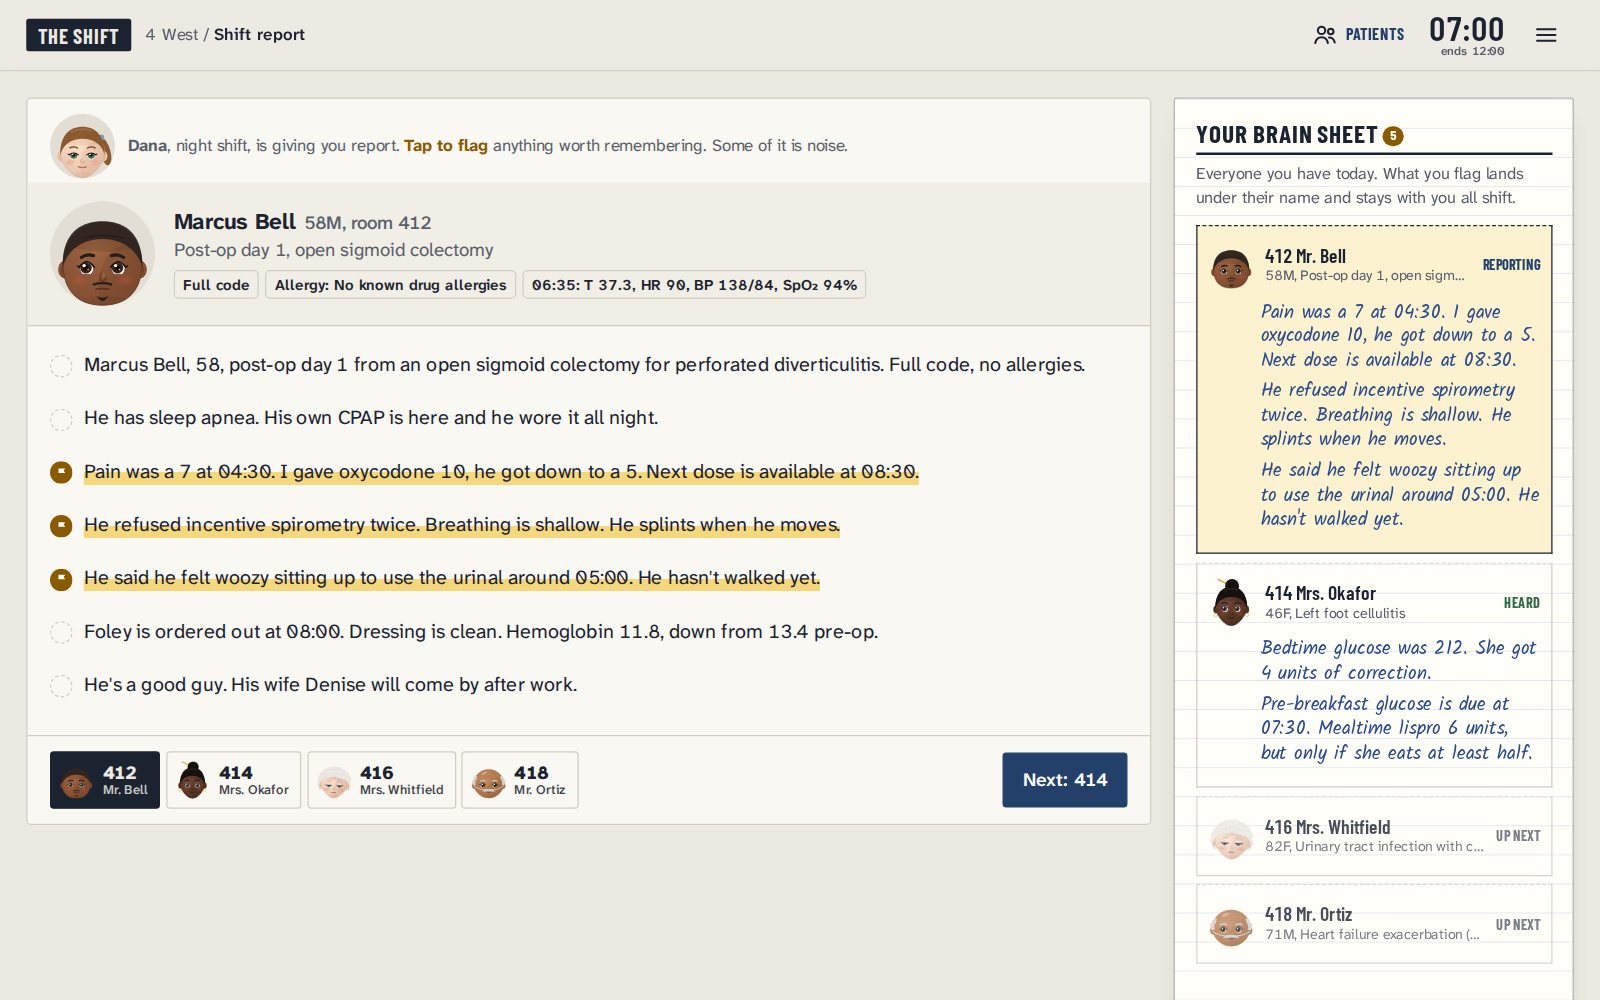 THE SHIFT
4 West / Shift report
PATIENTS
07:00
ends 12:00
Dana, night shift, is giving you report. Tap to flag anything worth remembering. Some of it is noise.
Marcus Bell 58M, room 412
Post-op day 1, open sigmoid colectomy
Full code
Allergy: No known drug allergies
06:35: T 37.3, HR 90, BP 138/84, SpO₂ 94%
Marcus Bell, 58, post-op day 1 from an open sigmoid colectomy for perforated diverticulitis. Full code, no allergies.
He has sleep apnea. His own CPAP is here and he wore it all night.
Pain was a 7 at 04:30. I gave oxycodone 10, he got down to a 5. Next dose is available at 08:30.
He refused incentive spirometry twice. Breathing is shallow. He splints when he moves.
He said he felt woozy sitting up to use the urinal around 05:00. He hasn't walked yet.
Foley is ordered out at 08:00. Dressing is clean. Hemoglobin 11.8, down from 13.4 pre-op.
He's a good guy. His wife Denise will come by after work.
412
Mr. Bell
414
Mrs. Okafor
416
Mrs. Whitfield
418
Mr. Ortiz
Next: 414
YOUR BRAIN SHEET 5
Everyone you have today. What you flag lands
under their name and stays with you all shift.
412 Mr. Bell
58M, Post-op day 1, open sigm...
REPORTING
Pain was a 7 at 04:30. I gave
oxycodone 10, he got down to a 5.
Next dose is available at 08:30.
He refused incentive spirometry
twice. Breathing is shallow. He
splints when he moves.
He said he felt woozy sitting up
to use the urinal around 05:00. He
hasn't walked yet.
414 Mrs. Okafor
46F, Left foot cellulitis
HEARD
Bedtime glucose was 212. She got
4 units of correction.
Pre-breakfast glucose is due at
07:30. Mealtime lispro 6 units,
but only if she eats at least half.
416 Mrs. Whitfield
82F, Urinary tract infection with c...
UP NEXT
418 Mr. Ortiz
71M, Heart failure exacerbation (...
UP NEXT